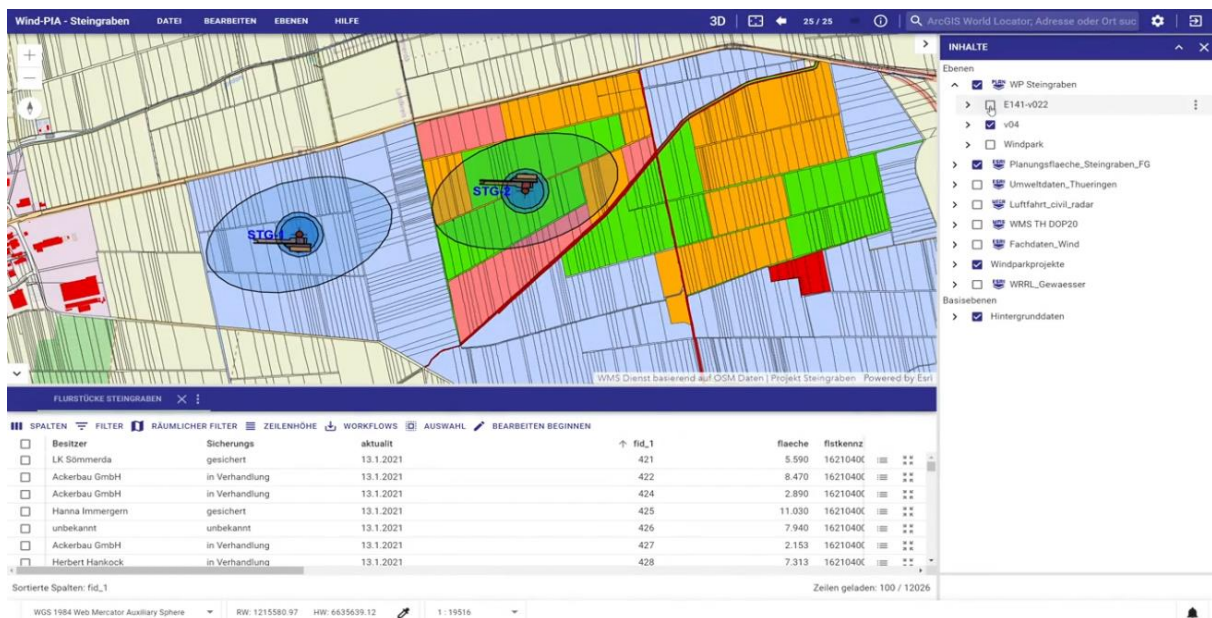 Wind-PIA - Steingraben DATEI BEARBEITEN EBENEN HILFE 3D 25 / 25 ArcGIS World Locator; Adresse oder Ort suc
INHALTE
Ebenen
WP Steingraben
E141-v022
v04
Windpark
Planungsflaeche_Steingraben_FG
Umweltdaten_Thueringen
Luftfahrt_civil_radar
WMS TH DOP20
Fachdaten_Wind
Windparkprojekte
WRRL_Gewaesser
Basisebenen
Hintergrunddaten
STG-2
STG-1
WMS Dienst basierend auf OSM Daten | Projekt Steingraben Powered by Esri
FLURSTÜCKE STEINGRABEN
SPALTEN FILTER RÄUMLICHER FILTER ZEILENHÖHE WORKFLOWS AUSWAHL BEARBEITEN BEGINNEN
Besitzer Sicherungs aktualit fid_1 flaeche flstkennz
LK Sömmerda gesichert 13.1.2021 421 5.590 1621040
Ackerbau GmbH in Verhandlung 13.1.2021 422 8.470 1621040
Ackerbau GmbH in Verhandlung 13.1.2021 424 2.890 1621040
Hanna Immergern gesichert 13.1.2021 425 11.030 1621040
unbekannt unbekannt 13.1.2021 426 7.940 1621040
Ackerbau GmbH in Verhandlung 13.1.2021 427 2.153 1621040
Herbert Hankock in Verhandlung 13.1.2021 428 7.313 1621040
Sortierte Spalten: fid_1 Zeilen geladen: 100 / 12026
WGS 1984 Web Mercator Auxiliary Sphere RW: 1215580.97 HW: 6635639.12 1 : 19516